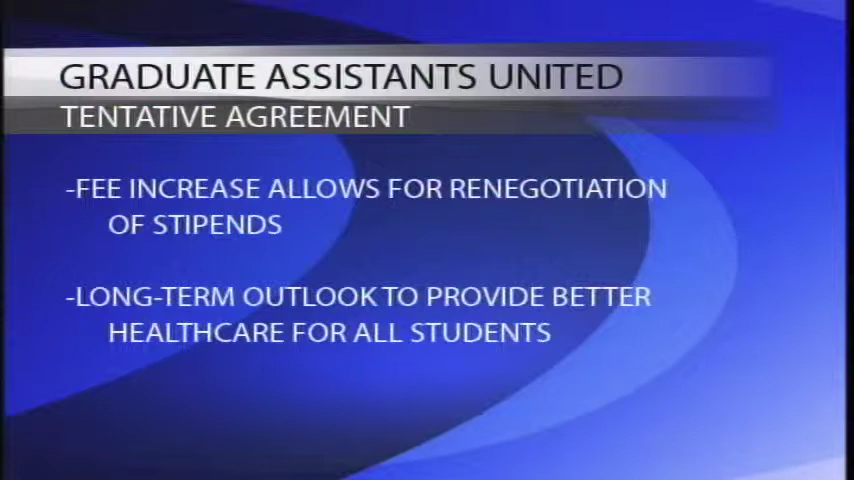 GRADUATE ASSISTANTS UNITED
TENTATIVE AGREEMENT
-FEE INCREASE ALLOWS FOR RENEGOTIATION
OF STIPENDS
-LONG-TERM OUTLOOK TO PROVIDE BETTER
HEALTHCARE FOR ALL STUDENTS